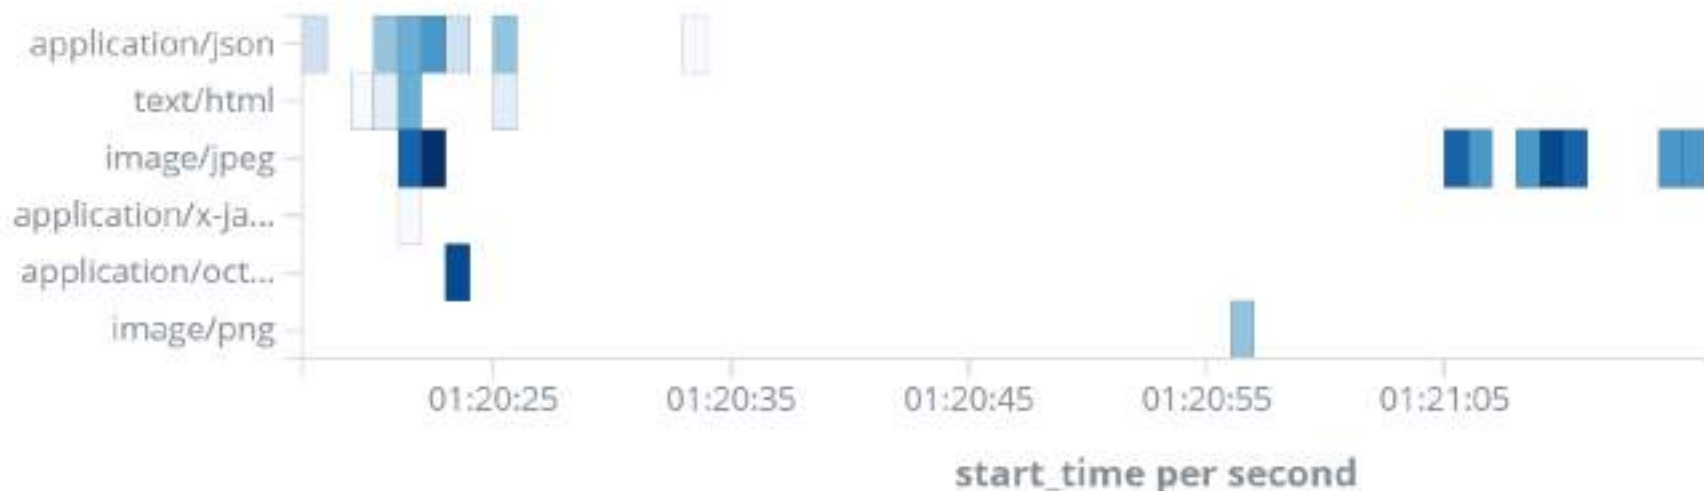 application/json
text/html
image/jpeg
application/x-ja...
application/oct...
image/png
01:20:25 01:20:35 01:20:45 01:20:55 01:21:05
start_time per second